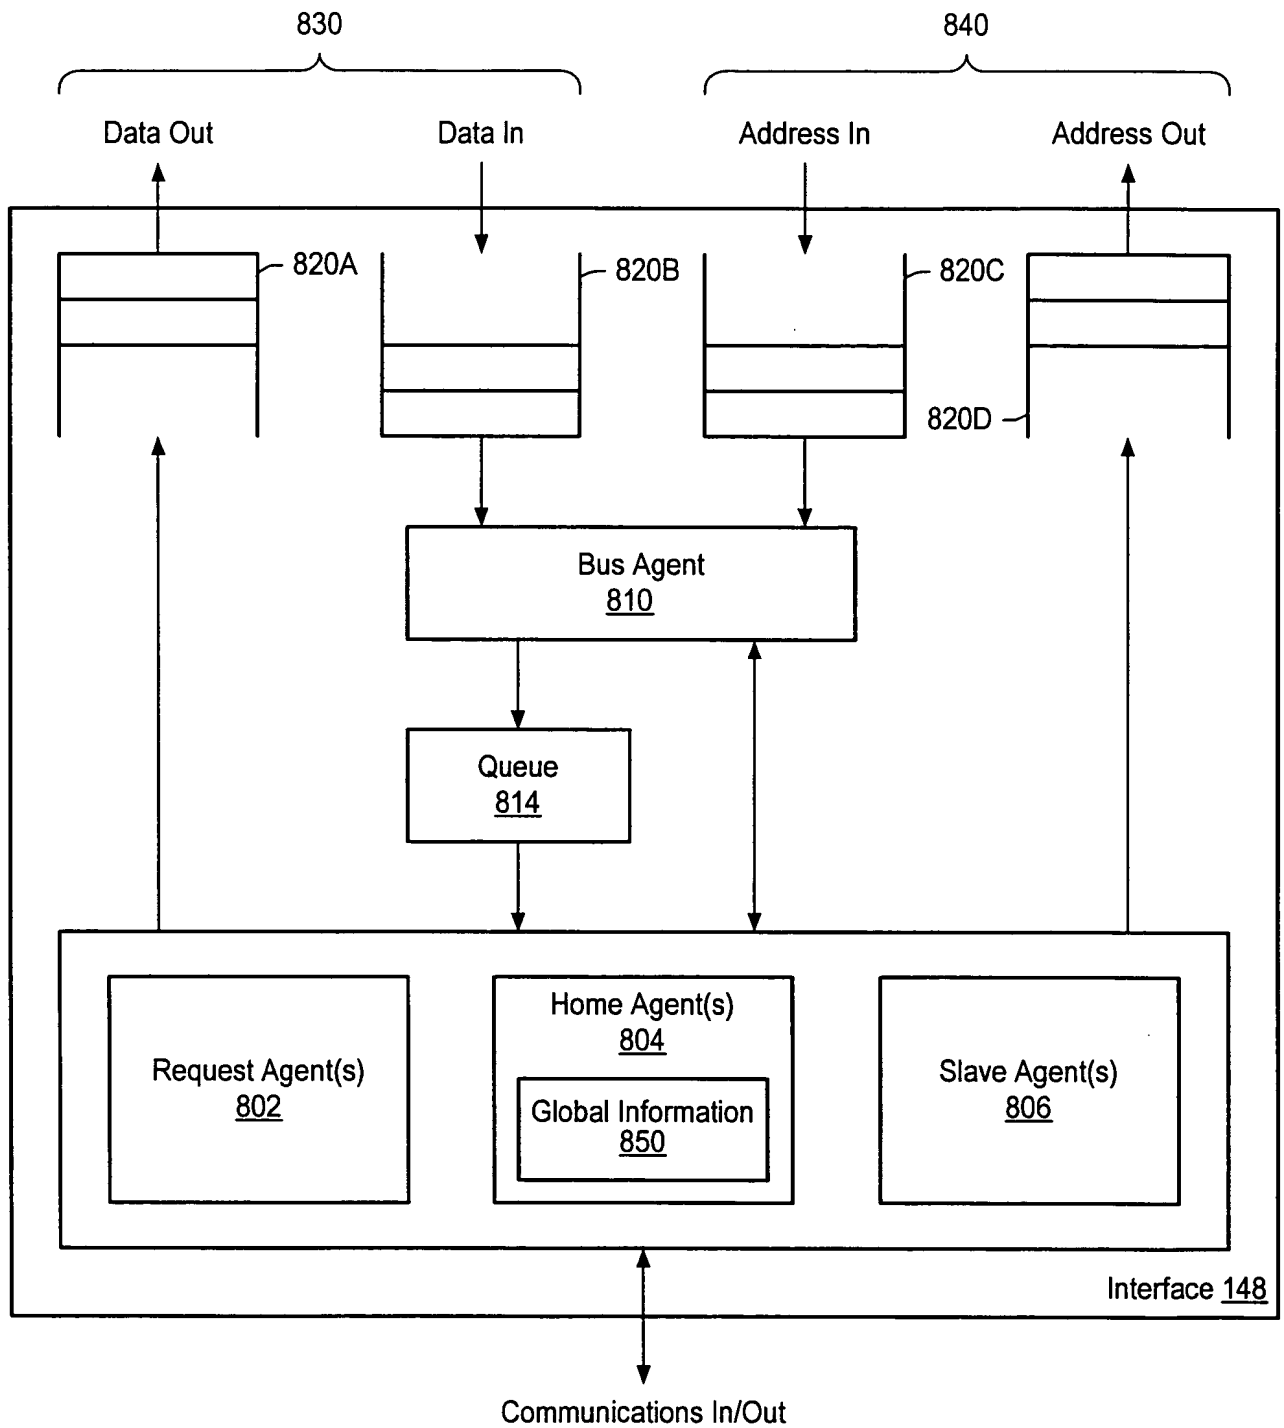 830
840
Data Out
Data In
Address In
Address Out
820A
820B
820C
820D
Bus Agent
810
Queue
814
Request Agent(s)
802
Home Agent(s)
804
Global Information
850
Slave Agent(s)
806
Interface 148
Communications In/Out